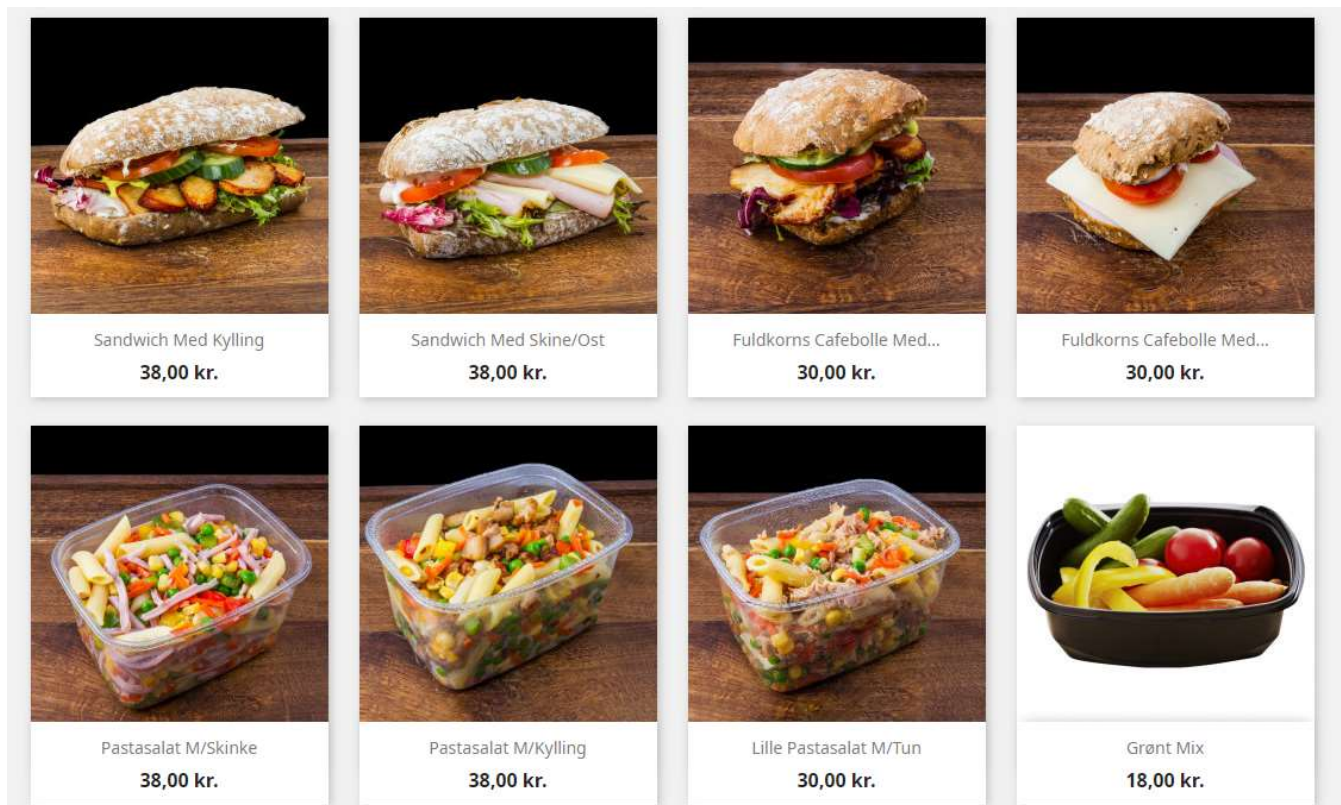 Sandwich Med Kylling
38,00 kr.
Sandwich Med Skine/Ost
38,00 kr.
Fuldkorns Cafebolle Med...
30,00 kr.
Fuldkorns Cafebolle Med...
30,00 kr.
Pastasalat M/Skinke
38,00 kr.
Pastasalat M/Kylling
38,00 kr.
Lille Pastasalat M/Tun
30,00 kr.
Grønt Mix
18,00 kr.